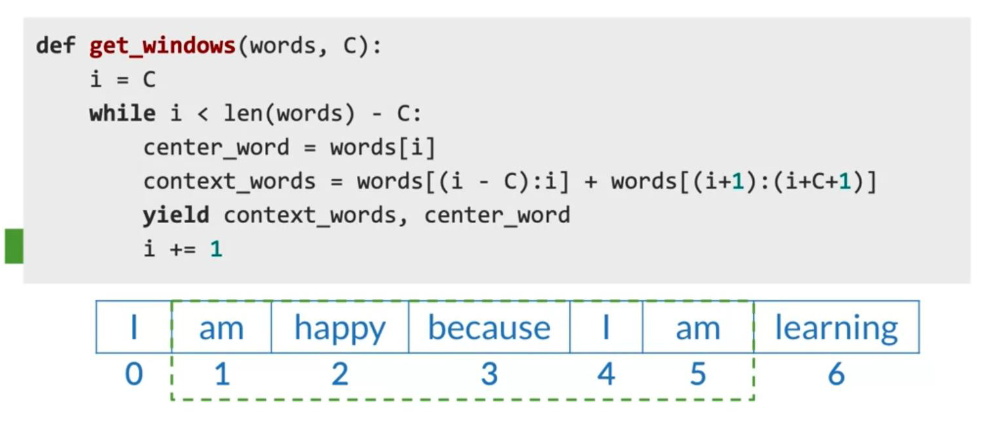 def get_windows(words, C):
    i = C
    while i < len(words) - C:
        center_word = words[i]
        context_words = words[(i - C):i] + words[(i+1):(i+C+1)]
        yield context_words, center_word
        i += 1
I am happy because I am learning
0 1 2 3 4 5 6